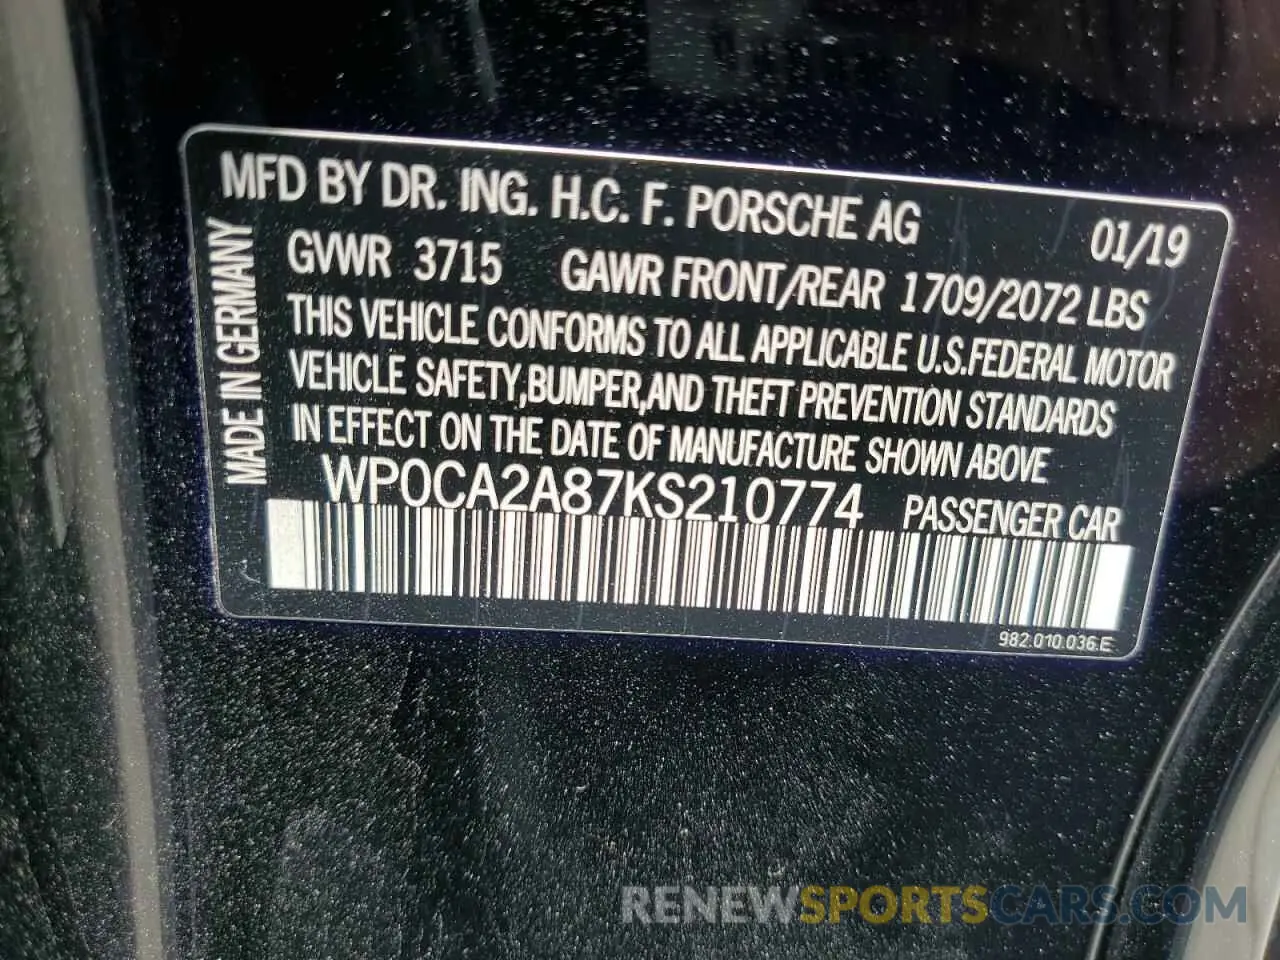 MFD BY DR. ING. H.C. F. PORSCHE AG 01/19
GVWR 3715 GAWR FRONT/REAR 1709/2072 LBS
THIS VEHICLE CONFORMS TO ALL APPLICABLE U.S.FEDERAL MOTOR
VEHICLE SAFETY,BUMPER,AND THEFT PREVENTION STANDARDS
IN EFFECT ON THE DATE OF MANUFACTURE SHOWN ABOVE
WP0CA2A87KS210774 PASSENGER CAR
MADE IN GERMANY
982.010.036.E
RENEWSPORTSCARS.COM